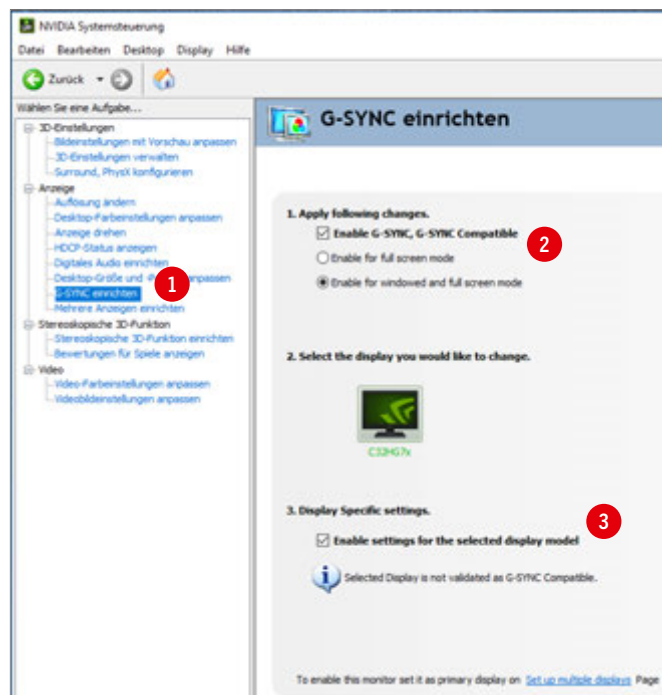 NVIDIA Systemsteuerung
Datei Bearbeiten Desktop Display Hilfe
Zurück
Wählen Sie eine Aufgabe...
3D-Einstellungen
Bildeinstellungen mit Vorschau anpassen
3D-Einstellungen verwalten
Surround, PhysX konfigurieren
Anzeige
Auflösung ändern
Desktop-Farbeinstellungen anpassen
Anzeige drehen
HDCP-Status anzeigen
Digitales Audio einrichten
Desktop-Größe und anpassen
G-SYNC einrichten
Mehrere Anzeigen einrichten
Stereoskopische 3D-Funktion
Stereoskopische 3D-Funktion einrichten
Bewertungen für Spiele anzeigen
Video
Video-Farbeinstellungen anpassen
Videobildeinstellungen anpassen
1
G-SYNC einrichten
1. Apply following changes.
Enable G-SYNC, G-SYNC Compatible
2
Enable for full screen mode
Enable for windowed and full screen mode
2. Select the display you would like to change.
C32HG7x
3. Display Specific settings.
3
Enable settings for the selected display model
Selected Display is not validated as G-SYNC Compatible.
To enable this monitor set it as primary display on Set up multiple displays Page